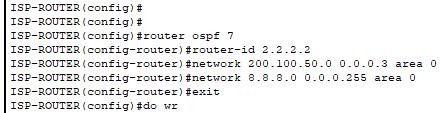 ISP-ROUTER(config)#
ISP-ROUTER(config)#
ISP-ROUTER(config)#router ospf 7
ISP-ROUTER(config-router)#router-id 2.2.2.2
ISP-ROUTER(config-router)#network 200.100.50.0 0.0.0.3 area 0
ISP-ROUTER(config-router)#network 8.8.8.0 0.0.0.255 area 0
ISP-ROUTER(config-router)#exit
ISP-ROUTER(config)#do wr